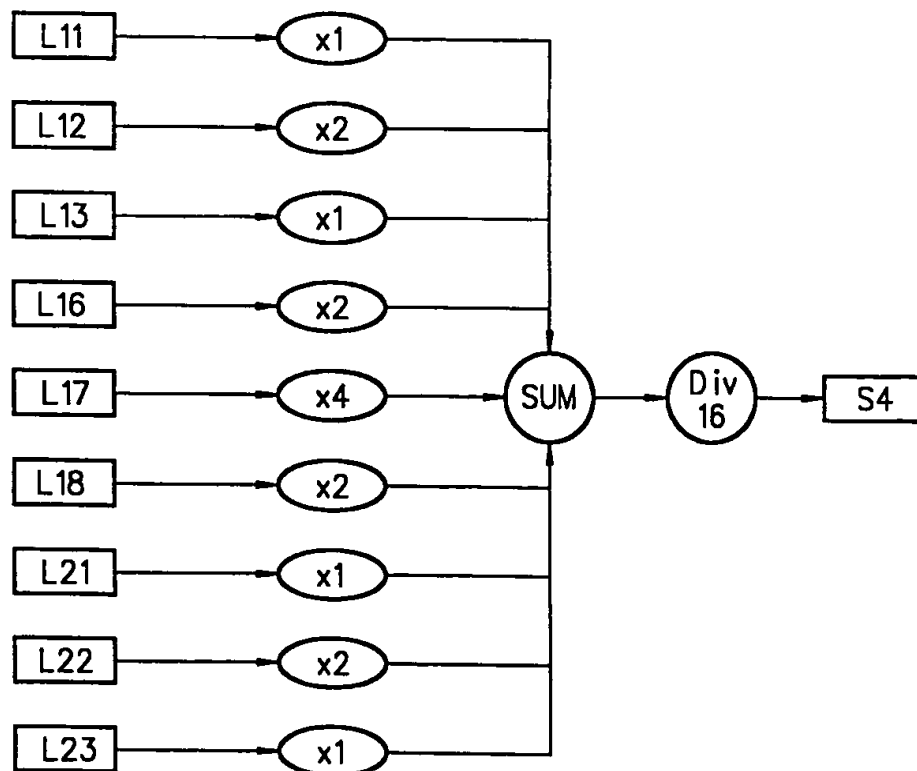 L11 x1
L12 x2
L13 x1
L16 x2
L17 x4 SUM Div 16 S4
L18 x2
L21 x1
L22 x2
L23 x1